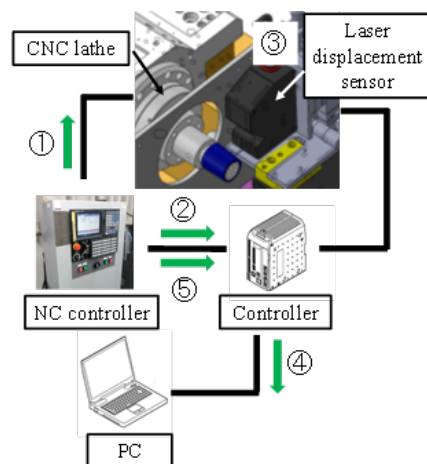 ③
Laser
displacement
sensor
CNC lathe
①
②
⑤
NC controller
Controller
④
PC